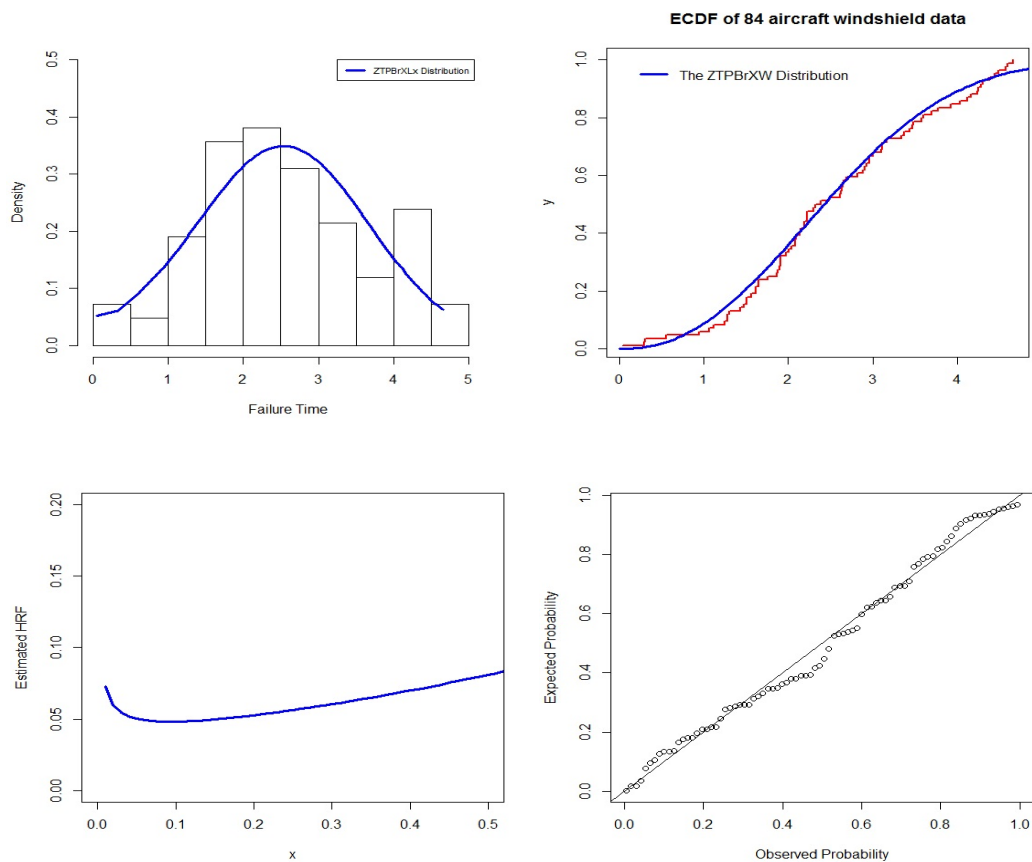 ZTPBrXLx Distribution
0.0 0.1 0.2 0.3 0.4 0.5
Density
0 1 2 3 4 5
Failure Time
ECDF of 84 aircraft windshield data
The ZTPBrXW Distribution
0.0 0.2 0.4 0.6 0.8 1.0
y
0 1 2 3 4
0.00 0.05 0.10 0.15 0.20
Estimated HRF
0.0 0.1 0.2 0.3 0.4 0.5
x
0.0 0.2 0.4 0.6 0.8 1.0
Expected Probability
0.0 0.2 0.4 0.6 0.8 1.0
Observed Probability